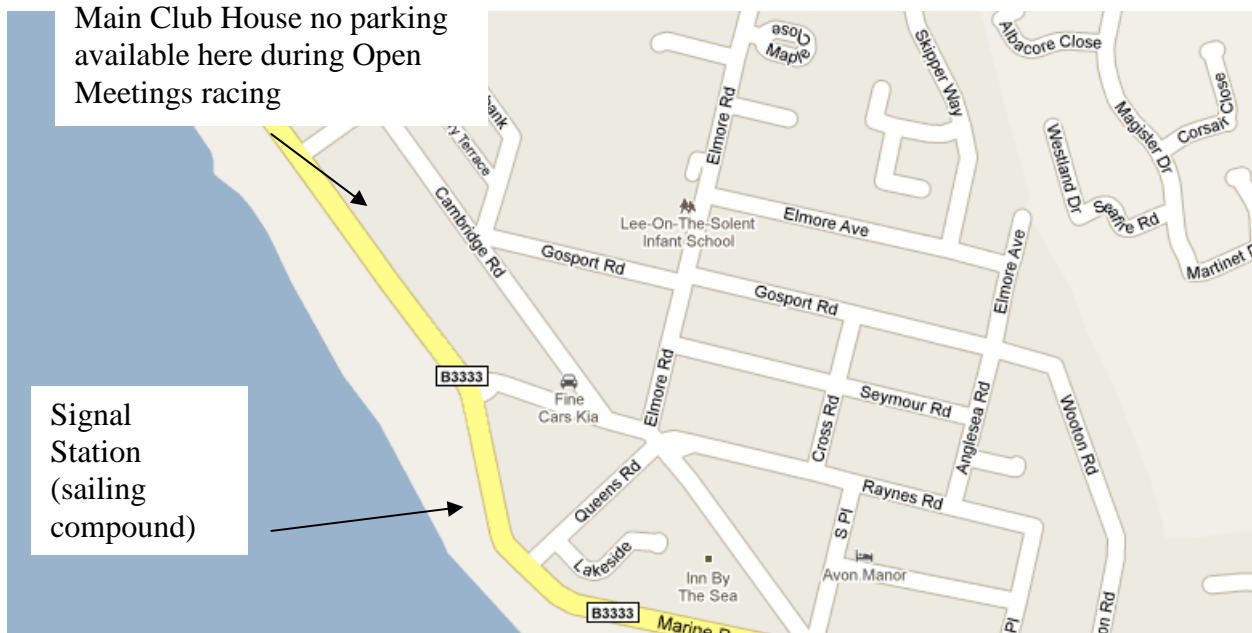 Main Club House no parking
available here during Open
Meetings racing
Close
Maple
Skipper Way
Albacore Close
Magister Dr
Corsair Close
Westland Dr
Elmore Rd
Terrace
Cambridge Rd
Lee-On-The-Solent
Infant School
Elmore Ave
Seafire Rd
Martinet
Gosport Rd
Gosport Rd
Elmore Ave
B3333
Fine
Cars Kia
Elmore Rd
Seymour Rd
Cross Rd
Anglesea Rd
Wooton Rd
Signal
Station
(sailing
compound)
Queens Rd
Raynes Rd
S Pl
Lakeside
Inn By
The Sea
Avon Manor
B3333
Marine
Pl
on Rd